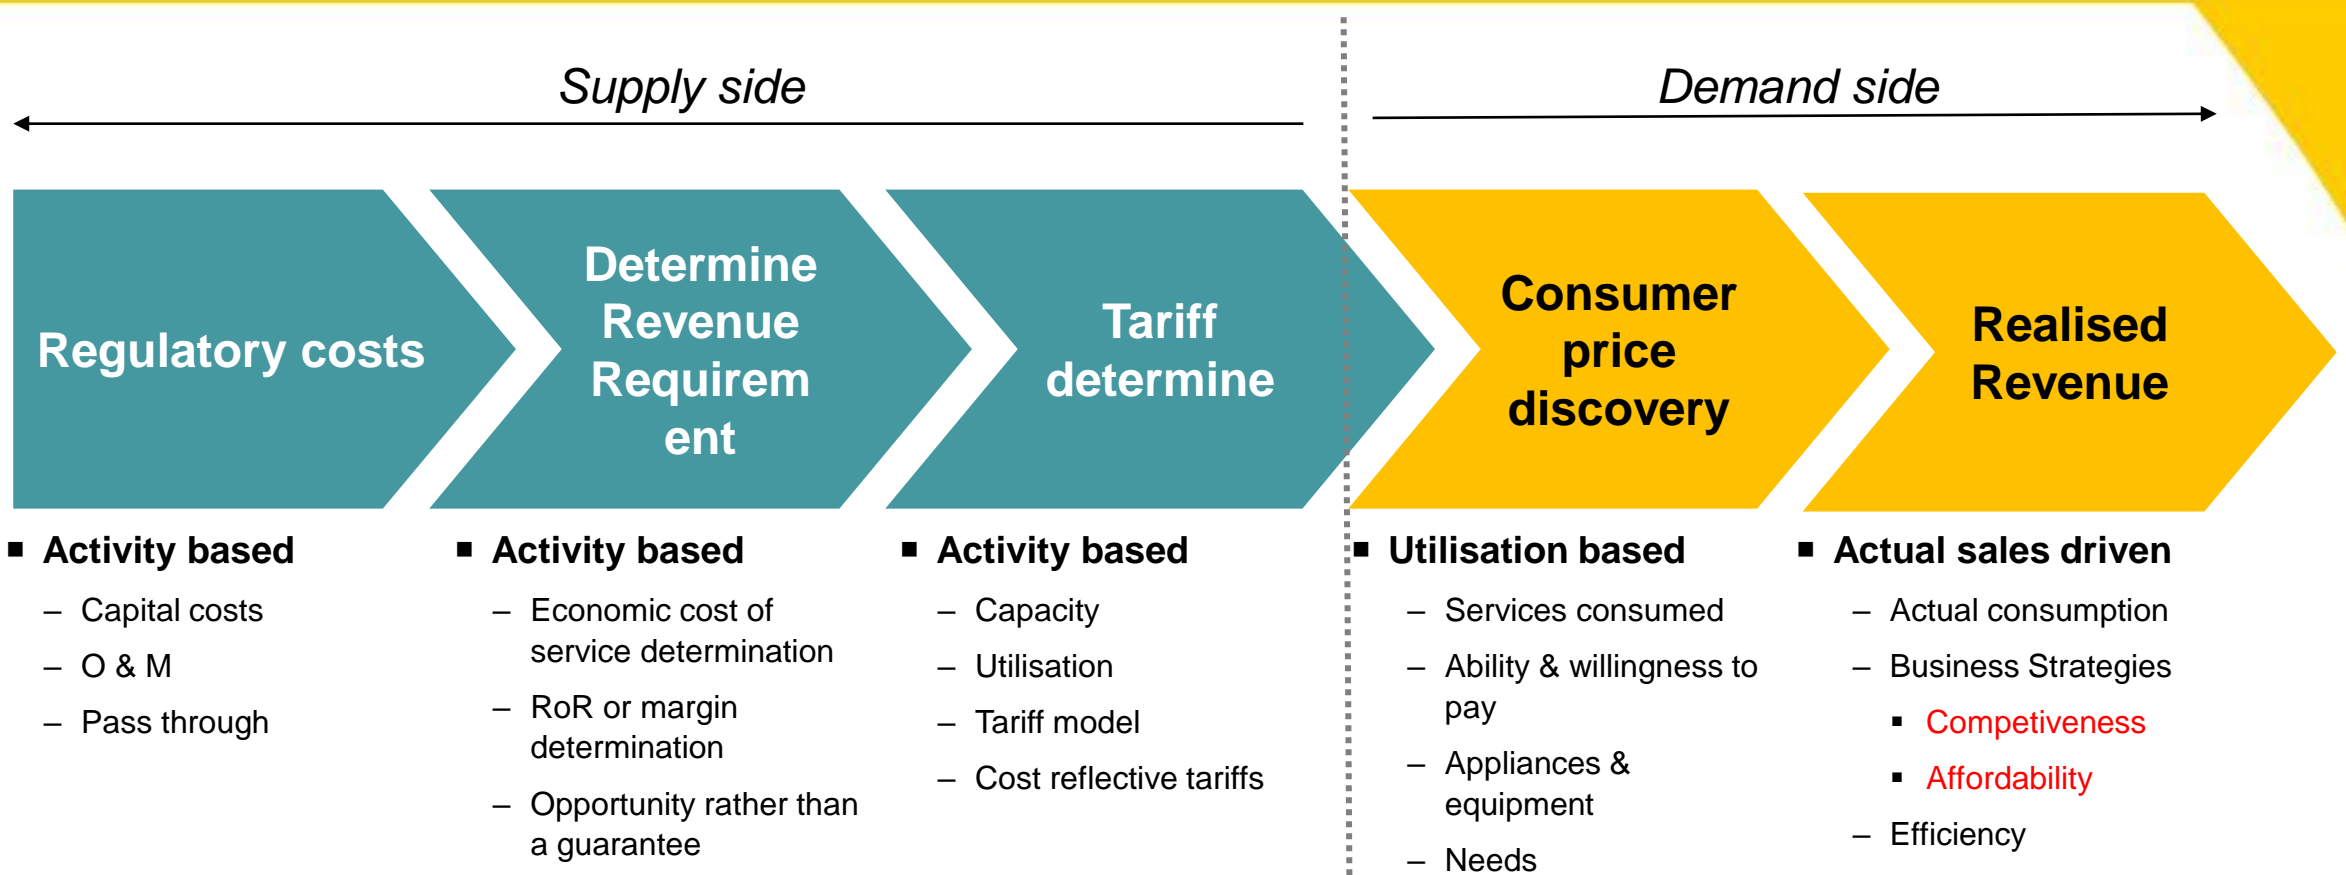 Supply side
Demand side
Regulatory costs
Determine
Revenue
Requirem
ent
Tariff
determine
Consumer
price
discovery
Realised
Revenue
▪ Activity based
– Capital costs
– O & M
– Pass through
▪ Activity based
– Economic cost of
service determination
– RoR or margin
determination
– Opportunity rather than
a guarantee
▪ Activity based
– Capacity
– Utilisation
– Tariff model
– Cost reflective tariffs
▪ Utilisation based
– Services consumed
– Ability & willingness to
pay
– Appliances &
equipment
– Needs
▪ Actual sales driven
– Actual consumption
– Business Strategies
▪ Competiveness
▪ Affordability
– Efficiency